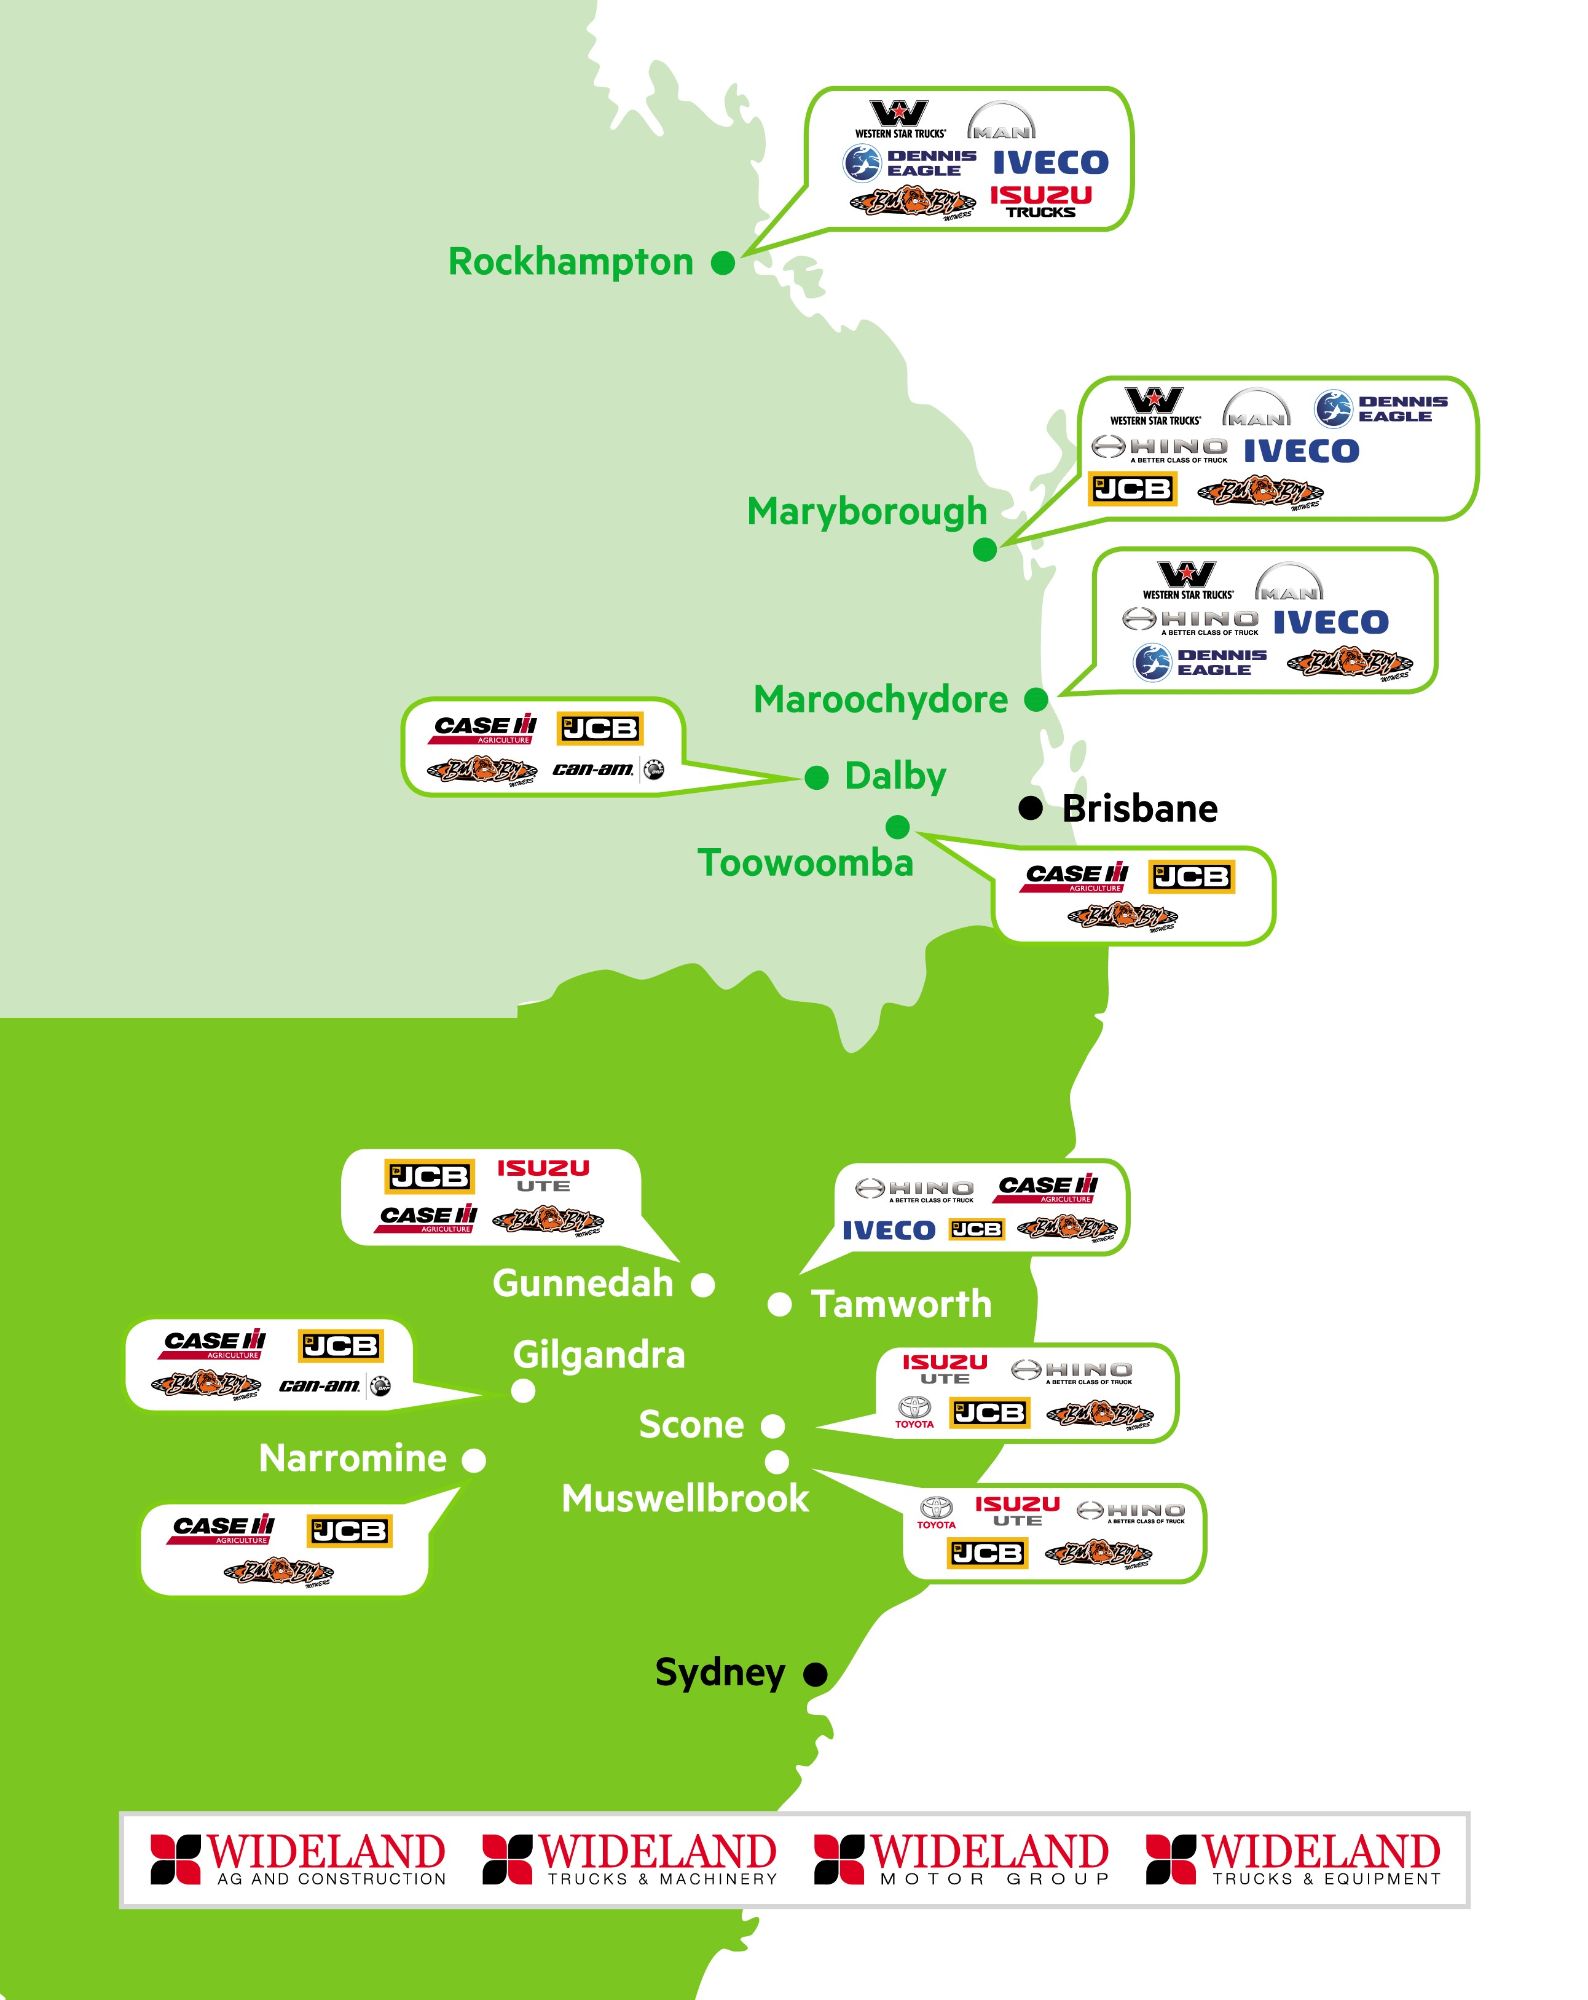 WESTERN STAR TRUCKS
MAN
DENNIS
EAGLE
IVECO
Bad Boy
MOWERS
ISUZU
TRUCKS
Rockhampton
WESTERN STAR TRUCKS
MAN
DENNIS
EAGLE
HINO
A BETTER CLASS OF TRUCK
IVECO
JCB
Bad Boy
MOWERS
Maryborough
WESTERN STAR TRUCKS
MAN
HINO
A BETTER CLASS OF TRUCK
IVECO
DENNIS
EAGLE
Bad Boy
MOWERS
Maroochydore
CASE IH
AGRICULTURE
JCB
Bad Boy
MOWERS
can-am
brp
Dalby
Brisbane
Toowoomba
CASE IH
AGRICULTURE
JCB
Bad Boy
MOWERS
JCB
ISUZU
UTE
CASE IH
AGRICULTURE
Bad Boy
MOWERS
Gunnedah
HINO
A BETTER CLASS OF TRUCK
CASE IH
AGRICULTURE
IVECO
JCB
Bad Boy
MOWERS
Tamworth
CASE IH
AGRICULTURE
JCB
Bad Boy
MOWERS
can-am
brp
Gilgandra
ISUZU
UTE
HINO
A BETTER CLASS OF TRUCK
TOYOTA
JCB
Bad Boy
MOWERS
Scone
Narromine
CASE IH
AGRICULTURE
JCB
Bad Boy
MOWERS
Muswellbrook
TOYOTA
ISUZU
UTE
HINO
A BETTER CLASS OF TRUCK
JCB
Bad Boy
MOWERS
Sydney
WIDELAND
AG AND CONSTRUCTION
WIDELAND
TRUCKS & MACHINERY
WIDELAND
MOTOR GROUP
WIDELAND
TRUCKS & EQUIPMENT